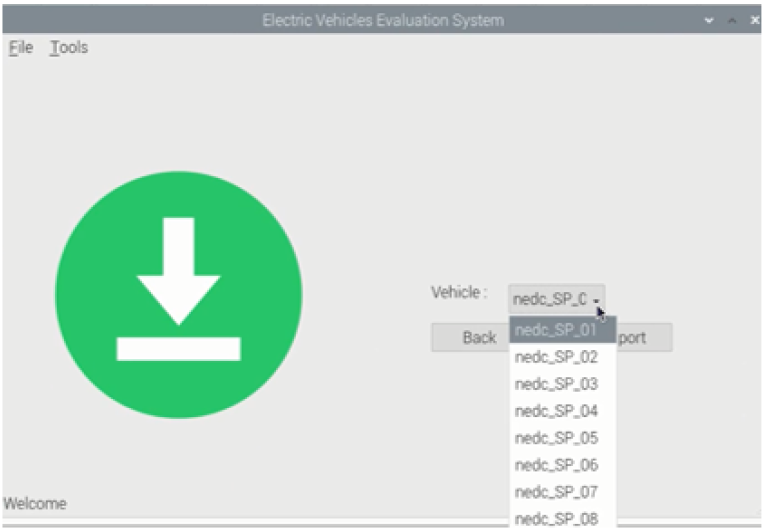 Electric Vehicles Evaluation System
File Tools
Vehicle : nedc_SP_0
Back port
nedc_SP_01
nedc_SP_02
nedc_SP_03
nedc_SP_04
nedc_SP_05
nedc_SP_06
nedc_SP_07
nedc_SP_08
Welcome